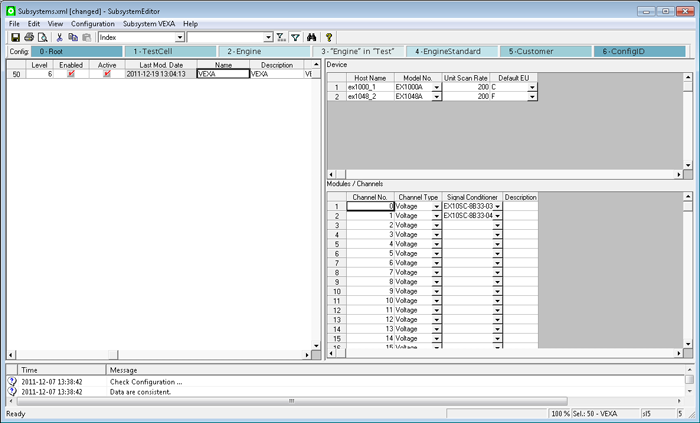 Subsystems.xml [changed] - SubsystemEditor
File Edit View Configuration Subsystem VEXA Help
Index
Config: 0 - Root 1 - TestCell 2 - Engine 3 - "Engine" in "Test" 4 - EngineStandard 5 - Customer 6 - ConfigID
Level Enabled Active Last Mod. Date Name Description
50 6 2011-12-19 13:04:13 VEXA VEXA VE
Device
Host Name Model No. Unit Scan Rate Default EU
1 ex1000_1 EX1000A 200 C
2 ex1048_2 EX1048A 200 F
Modules / Channels
Channel No. Channel Type Signal Conditioner Description
1 0 Voltage EX10SC-8B33-03
2 1 Voltage EX10SC-8B33-04
3 2 Voltage
4 3 Voltage
5 4 Voltage
6 5 Voltage
7 6 Voltage
8 7 Voltage
9 8 Voltage
10 9 Voltage
11 10 Voltage
12 11 Voltage
13 12 Voltage
14 13 Voltage
15 14 Voltage
16 15 Voltage
Time Message
2011-12-07 13:38:42 Check Configuration ...
2011-12-07 13:38:42 Data are consistent.
Ready 100 % Sel.: 50 - VEXA sl5 5